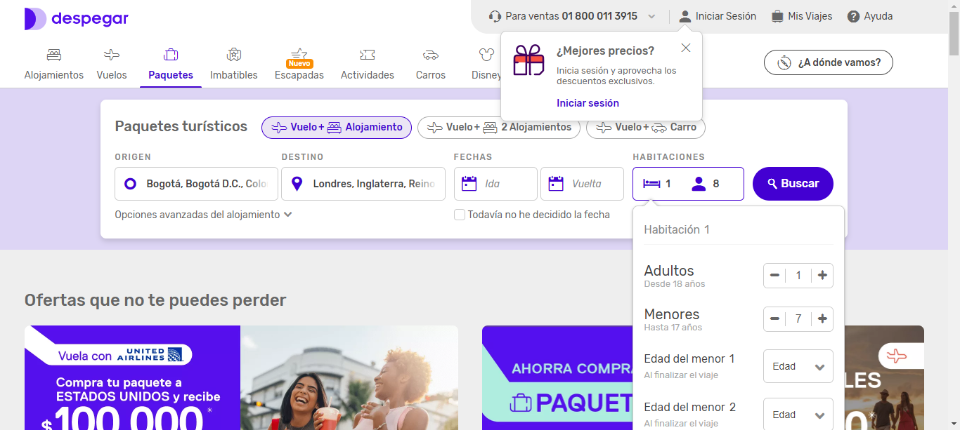 despegar
Para ventas 01 800 011 3915
Iniciar Sesión
Mis Viajes
Ayuda
Alojamientos
Vuelos
Paquetes
Imbatibles
Nuevo
Escapadas
Actividades
Carros
Disney
¿A dónde vamos?
¿Mejores precios?
Inicia sesión y aprovecha los
descuentos exclusivos.
Iniciar sesión
Paquetes turísticos
Vuelo + Alojamiento
Vuelo + 2 Alojamientos
Vuelo + Carro
ORIGEN
DESTINO
FECHAS
HABITACIONES
Bogotá, Bogotá D.C., Colo
Londres, Inglaterra, Reino
Ida
Vuelta
1
8
Buscar
Opciones avanzadas del alojamiento
Todavía no he decidido la fecha
Habitación 1
Adultos
Desde 18 años
1
Menores
Hasta 17 años
7
Edad del menor 1
Al finalizar el viaje
Edad
Edad del menor 2
Al finalizar el viaje
Edad
Ofertas que no te puedes perder
Vuela con UNITED AIRLINES
Compra tu paquete a
ESTADOS UNIDOS y recibe
$100.000*
AHORRA COMPRA
PAQUET
LES